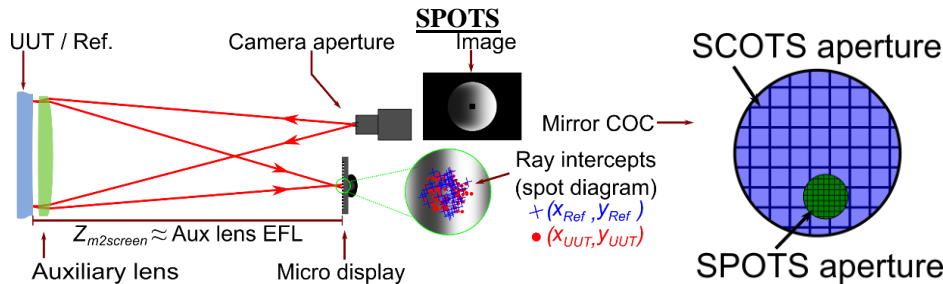 SPOTS
UUT / Ref.
Camera aperture
Image
SCOTS aperture
Mirror COC
Ray intercepts
(spot diagram)
+(x_Ref ,y_Ref )
•(x_UUT,y_UUT)
Z_m2screen ≈ Aux lens EFL
Auxiliary lens
Micro display
SPOTS aperture